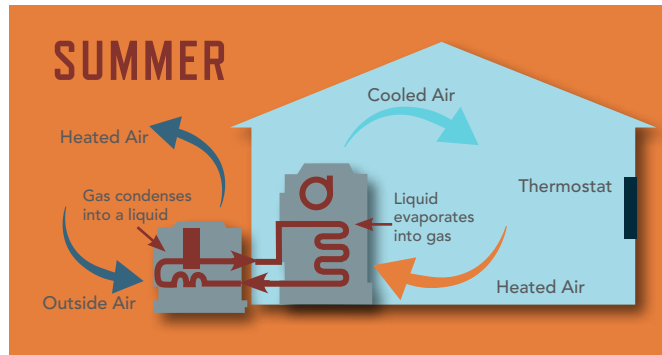 SUMMER
Cooled Air
Heated Air
Thermostat
Gas condenses
into a liquid
Liquid
evaporates
into gas
Outside Air
Heated Air